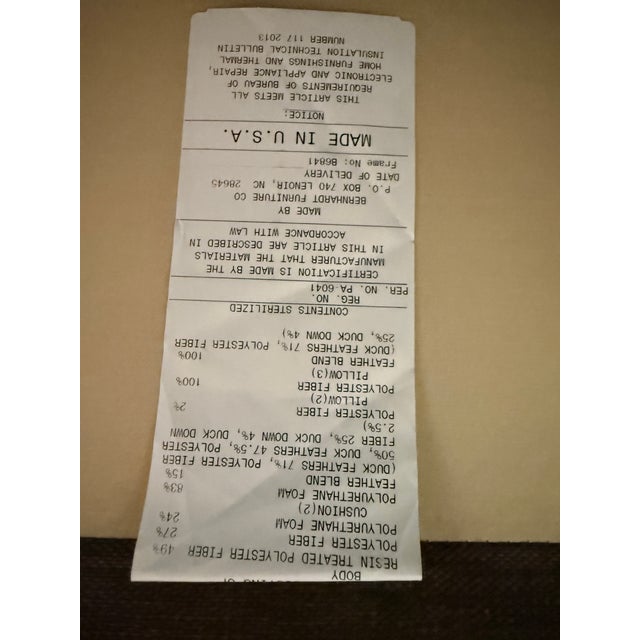 BODY
RESIN TREATED POLYESTER FIBER 49%
POLYESTER FIBER 27%
POLYURETHANE FOAM 24%
CUSHION(2)
POLYURETHANE FOAM 83%
FEATHER BLEND 15%
(DUCK FEATHERS 71%, POLYESTER FIBER
50%, DUCK FEATHERS 47.5%, POLYESTER
FIBER 25%, DUCK DOWN 4%, DUCK DOWN
2.5%)
POLYESTER FIBER 2%
PILLOW(2)
POLYESTER FIBER 100%
PILLOW(3)
FEATHER BLEND 100%
(DUCK FEATHERS 71%, POLYESTER FIBER
25%, DUCK DOWN 4%)
CONTENTS STERILIZED
REG. NO.
PER. NO. PA-6041
CERTIFICATION IS MADE BY THE
MANUFACTURER THAT THE MATERIALS
IN THIS ARTICLE ARE DESCRIBED IN
ACCORDANCE WITH LAW
MADE BY
BERNHARDT FURNITURE CO
P.O. BOX 740 LENOIR, NC 28645
DATE OF DELIVERY
Frame No: B6841
MADE IN U.S.A.
NOTICE:
THIS ARTICLE MEETS ALL
REQUIREMENTS OF BUREAU OF
ELECTRONIC AND APPLIANCE REPAIR,
HOME FURNISHINGS AND THERMAL
INSULATION TECHNICAL BULLETIN
NUMBER 117 2013